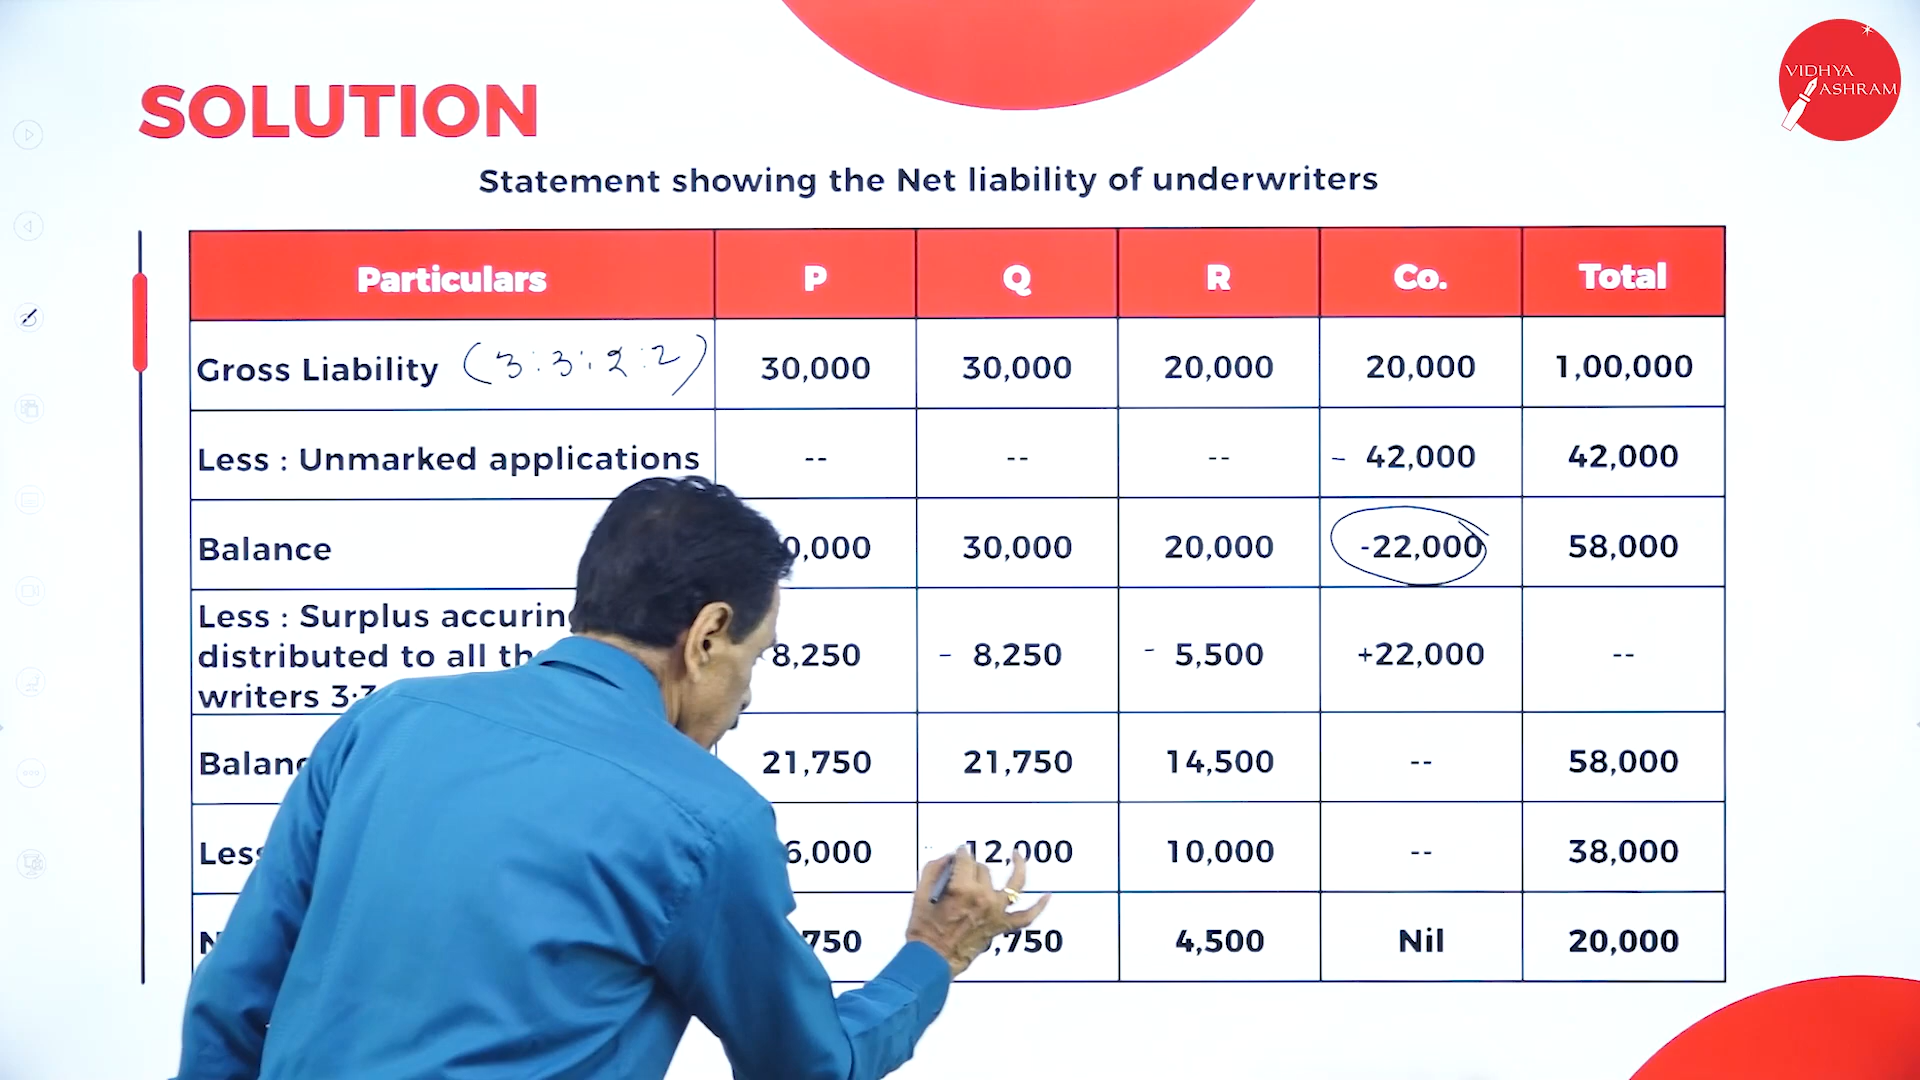 VIDHYA
ASHRAM
SOLUTION
Statement showing the Net liability of underwriters
Particulars P Q R Co. Total
Gross Liability (3:3:2:2) 30,000 30,000 20,000 20,000 1,00,000
Less : Unmarked applications -- -- -- - 42,000 42,000
Balance 30,000 20,000 -22,000 58,000
Less : Surplus
distributed to all 8,250 - 8,250 - 5,500 +22,000 --
writers
21,750 21,750 14,500 -- 58,000
12,000 10,000 -- 38,000
4,500 Nil 20,000